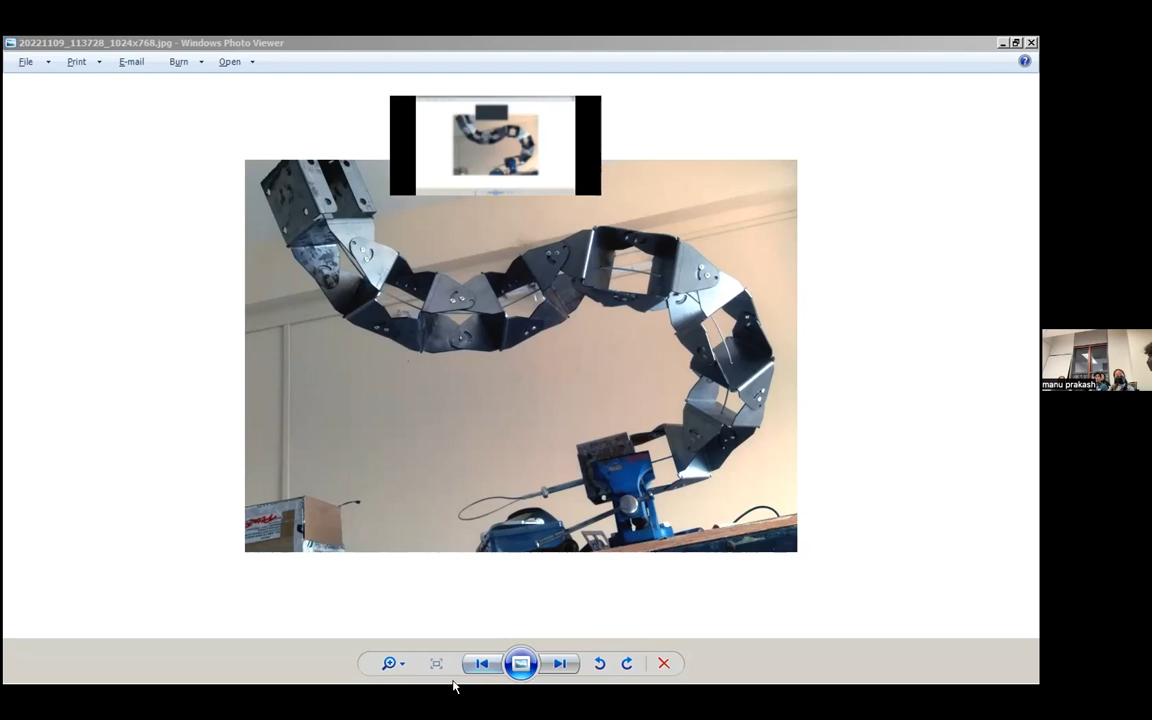 20221109_113728_1024x768.jpg - Windows Photo Viewer
File Print E-mail Burn Open
manu prakash